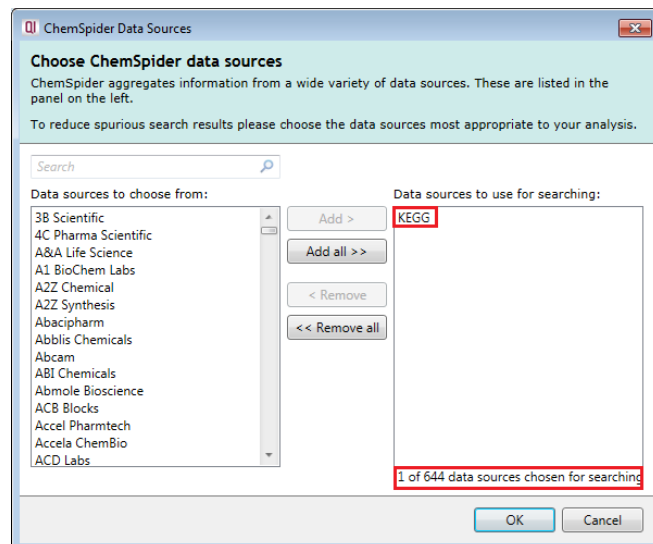 QI ChemSpider Data Sources
Choose ChemSpider data sources
ChemSpider aggregates information from a wide variety of data sources. These are listed in the
panel on the left.
To reduce spurious search results please choose the data sources most appropriate to your analysis.
Search
Data sources to choose from:
Data sources to use for searching:
3B Scientific
4C Pharma Scientific
A&A Life Science
A1 BioChem Labs
A2Z Chemical
A2Z Synthesis
Abacipharm
Abblis Chemicals
Abcam
ABI Chemicals
Abmole Bioscience
ACB Blocks
Accel Pharmtech
Accela ChemBio
ACD Labs
Add >
Add all >>
< Remove
<< Remove all
KEGG
1 of 644 data sources chosen for searching
OK
Cancel